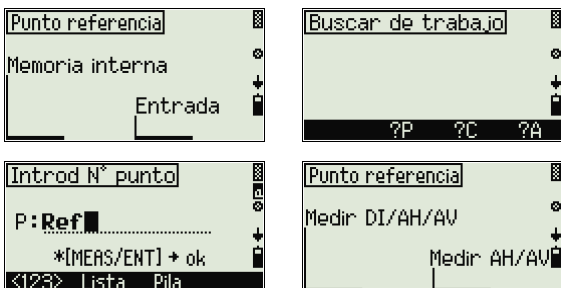 Punto referencia
Memoria interna
Entrada
Buscar de trabajo
?P ?C ?A
Introd N° punto
P:Ref
*[MEAS/ENT] → ok
<123> Lista Pila
Punto referencia
Medir DI/AH/AV
Medir AH/AV